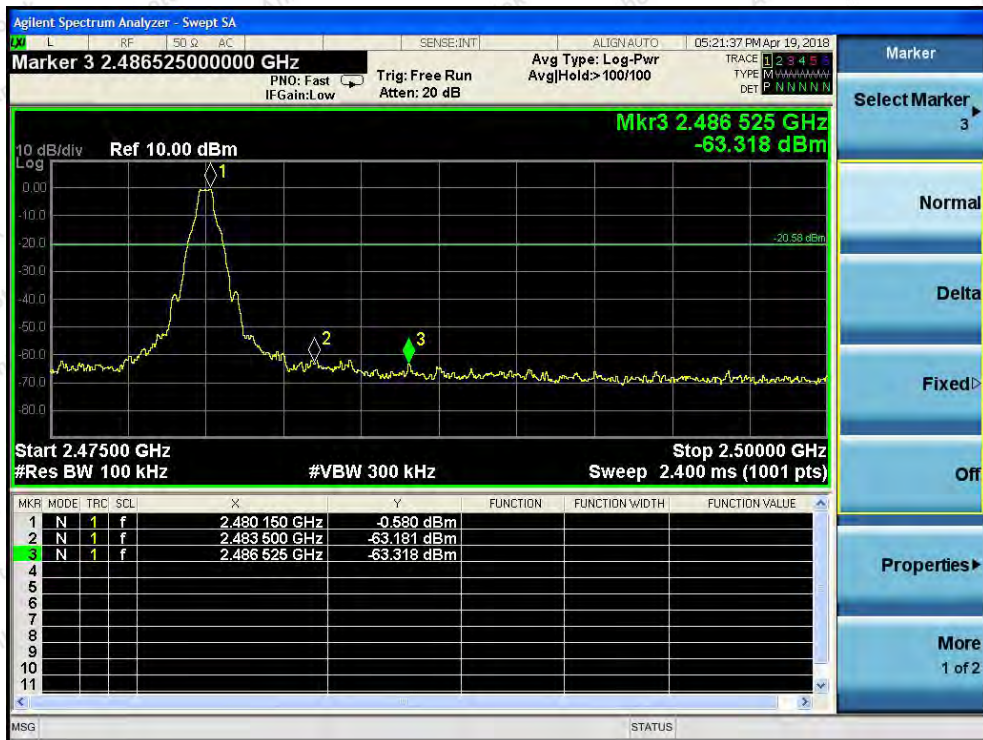 Agilent Spectrum Analyzer - Swept SA
LXI L RF 50 Ω AC SENSE:INT ALIGNAUTO 05:21:37 PM Apr 19, 2018
Marker 3 2.486525000000 GHz
PNO: Fast
IFGain:Low
Trig: Free Run
Atten: 20 dB
Avg Type: Log-Pwr
Avg|Hold:>100/100
TRACE 1 2 3 4 5 6
TYPE M
DET P N N N N N
Mkr3 2.486 525 GHz
-63.318 dBm
10 dB/div Ref 10.00 dBm
Log
0.00
-10.0
-20.0
-30.0
-40.0
-50.0
-60.0
-70.0
-80.0
1
-20.58 dBm
2
3
Start 2.47500 GHz Stop 2.50000 GHz
#Res BW 100 kHz #VBW 300 kHz Sweep 2.400 ms (1001 pts)
MKR MODE TRC SCL X Y FUNCTION FUNCTION WIDTH FUNCTION VALUE
1 N 1 f 2.480 150 GHz -0.580 dBm
2 N 1 f 2.483 500 GHz -63.181 dBm
3 N 1 f 2.486 525 GHz -63.318 dBm
4
5
6
7
8
9
10
11
MSG STATUS
Marker
Select Marker
3
Normal
Delta
Fixed
Off
Properties
More
1 of 2